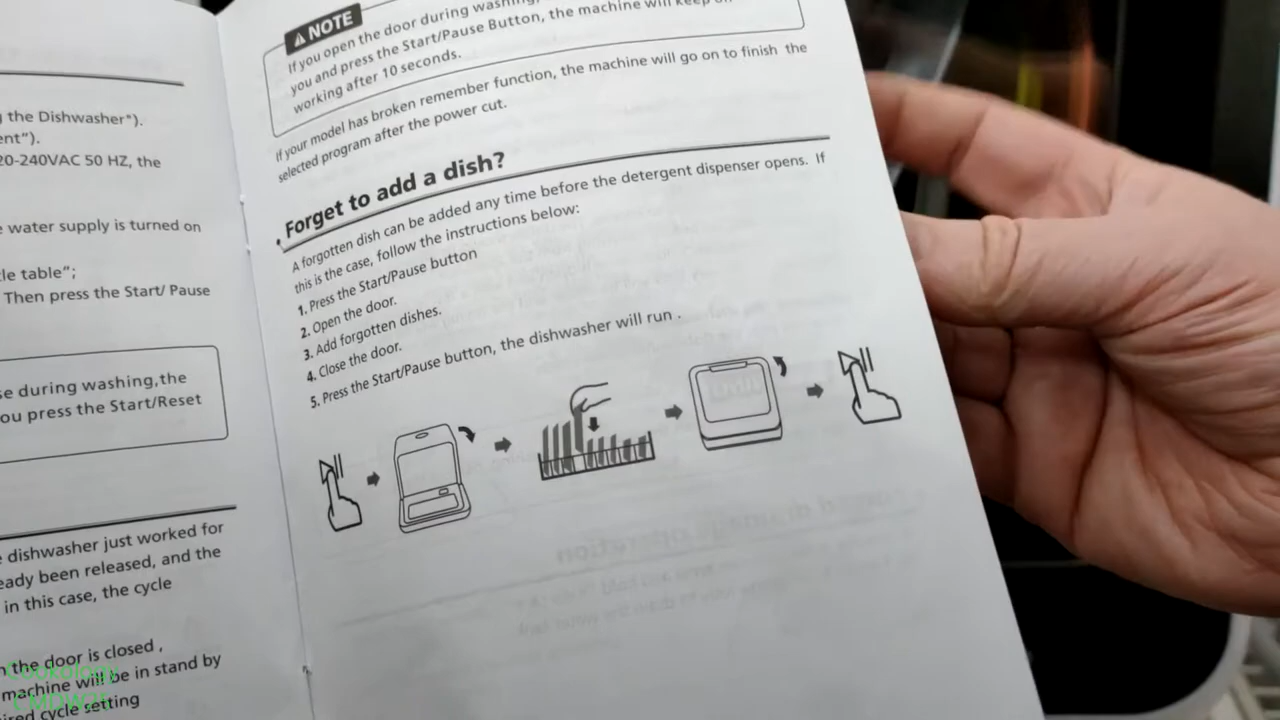 g the Dishwasher").
ent").
20-240VAC 50 HZ, the
water supply is turned on
le table";
Then press the Start/ Pause
se during washing,the
ou press the Start/Reset
dishwasher just worked for
eady been released, and the
in this case, the cycle
the door is closed ,
machine will be in stand by
ired cycle setting
Cookology
CMDW2
NOTE
If you open the door during washing,
you and press the Start/Pause Button, the machine will keep on
working after 10 seconds.
If your model has broken remember function, the machine will go on to finish the
selected program after the power cut.
Forget to add a dish?
A forgotten dish can be added any time before the detergent dispenser opens. If
this is the case, follow the instructions below:
1. Press the Start/Pause button
2. Open the door.
3. Add forgotten dishes.
4. Close the door.
5. Press the Start/Pause button, the dishwasher will run .